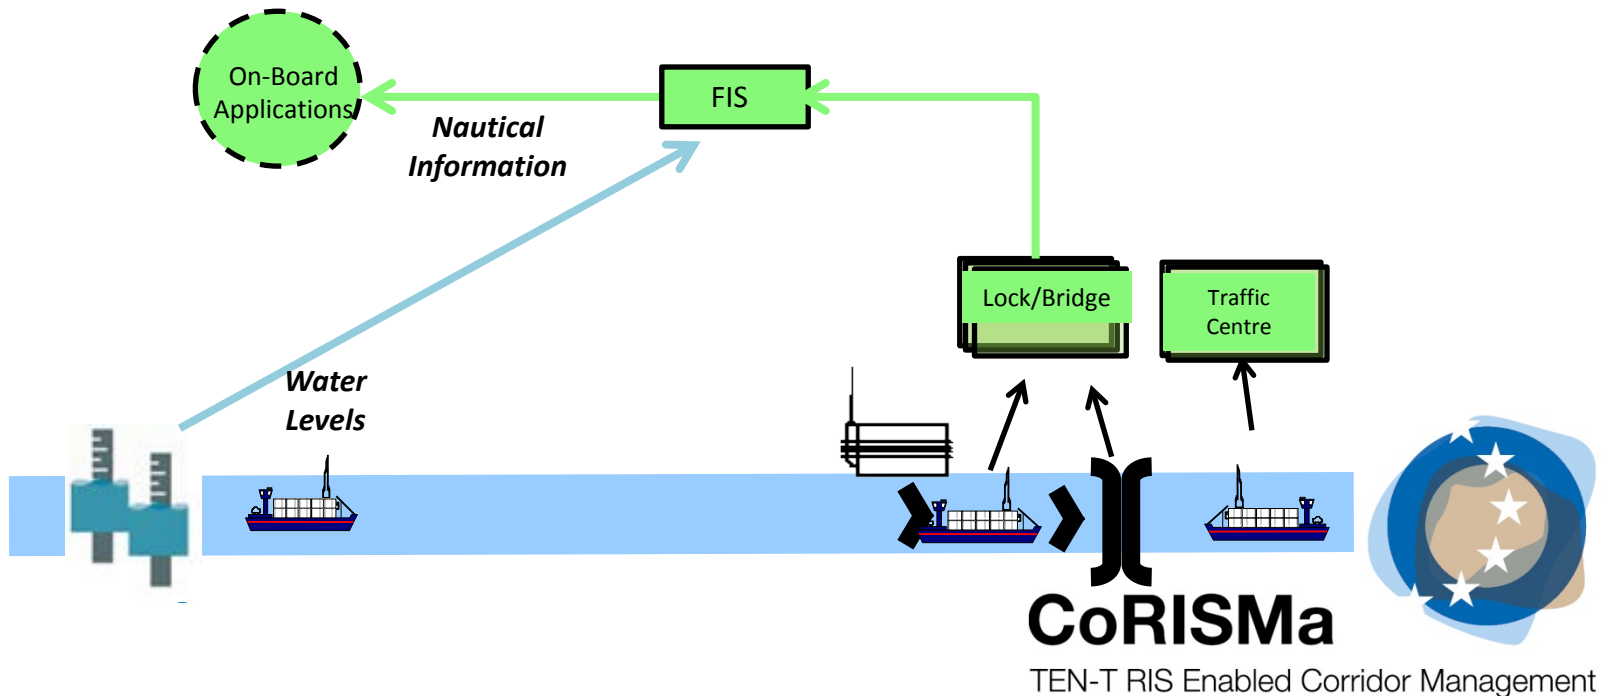 On-Board
Applications
FIS
Nautical
Information
Lock/Bridge
Traffic
Centre
Water
Levels
CoRISMa
TEN-T RIS Enabled Corridor Management